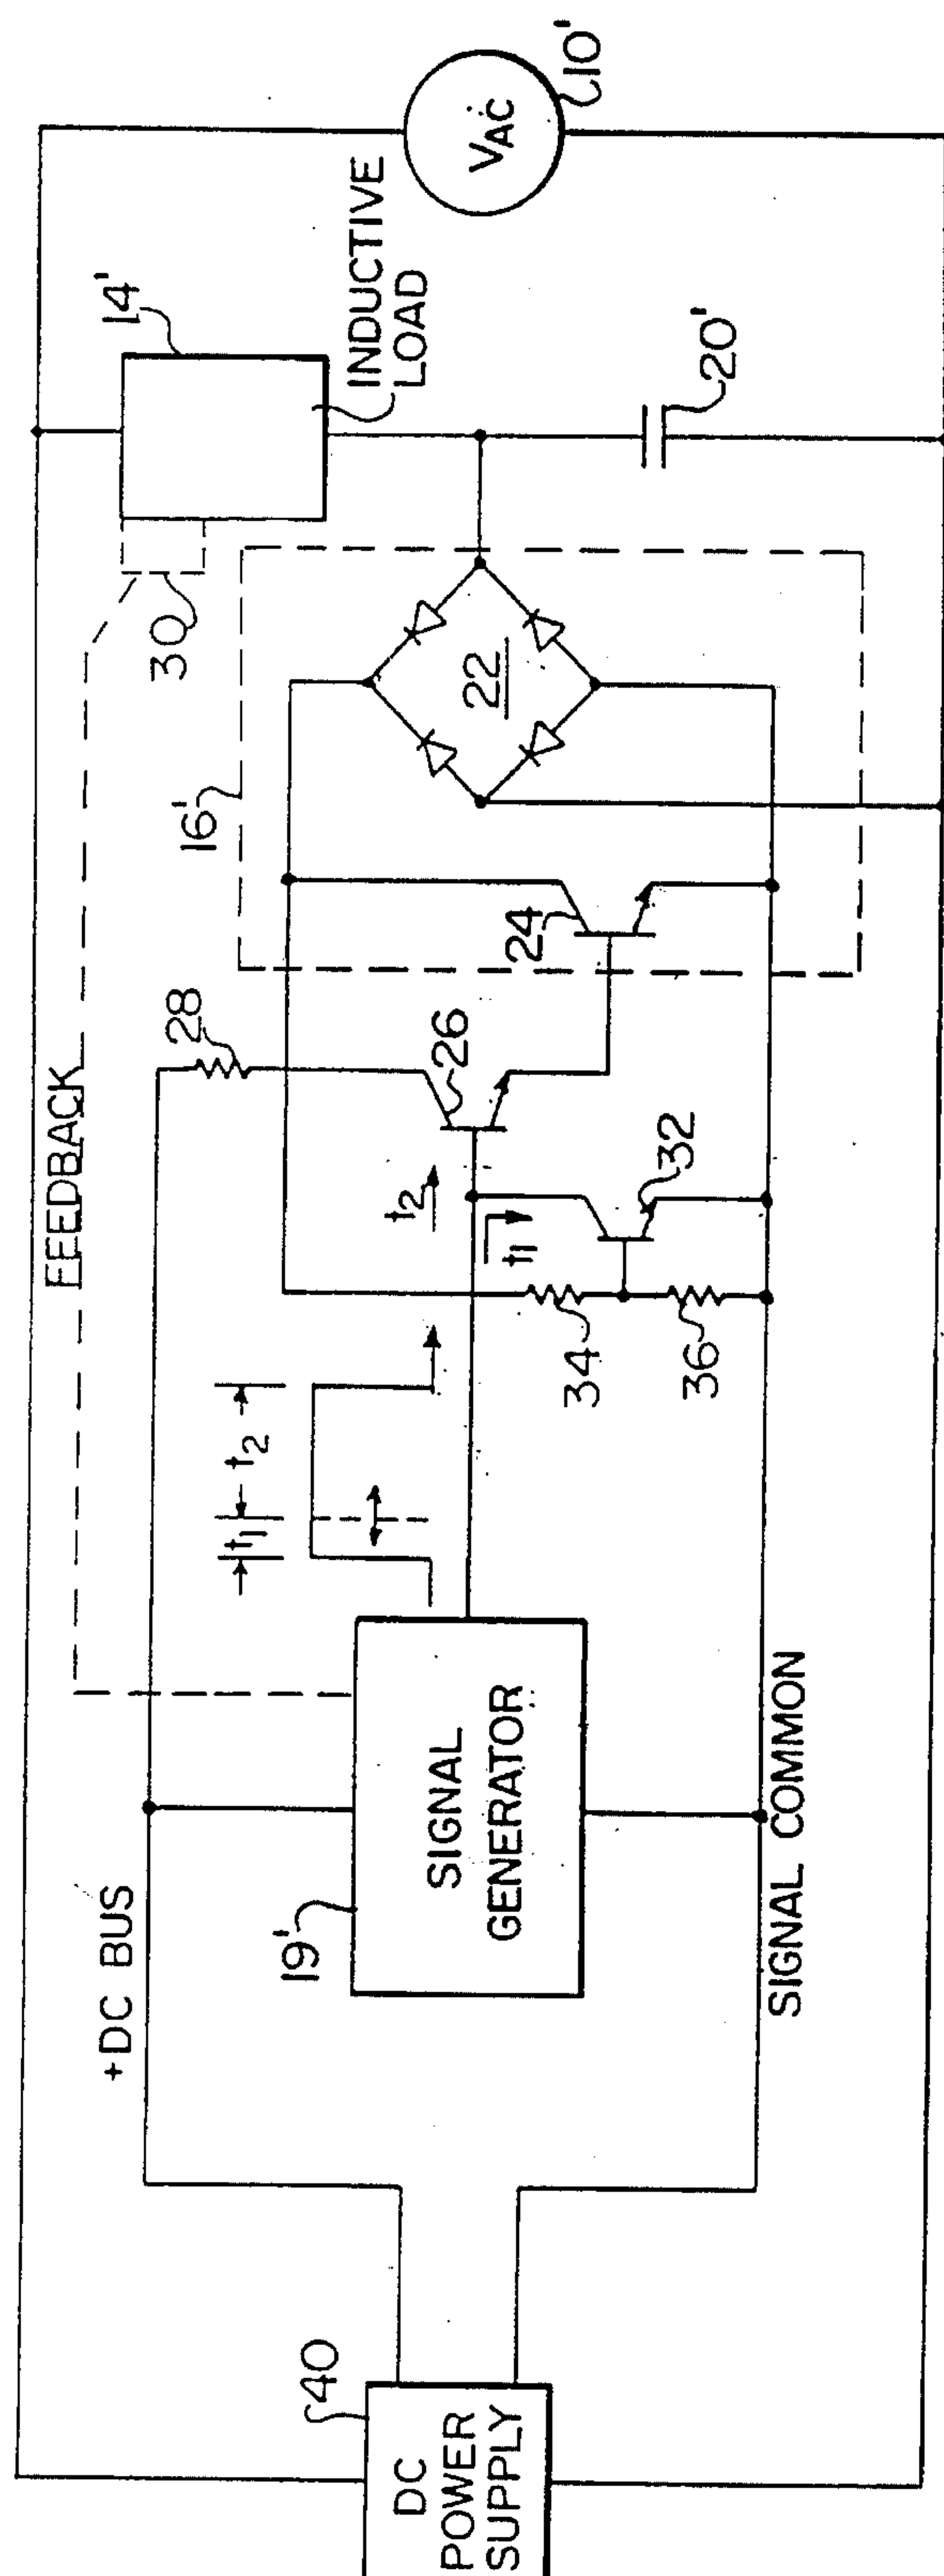 FEEDBACK
+DC BUS
28
t₁
t₂
t₂
t₁
26
32
34
36
24
16'
22
30
14'
INDUCTIVE
LOAD
20'
VAC
10'
19'
SIGNAL
GENERATOR
SIGNAL COMMON
40
DC
POWER
SUPPLY